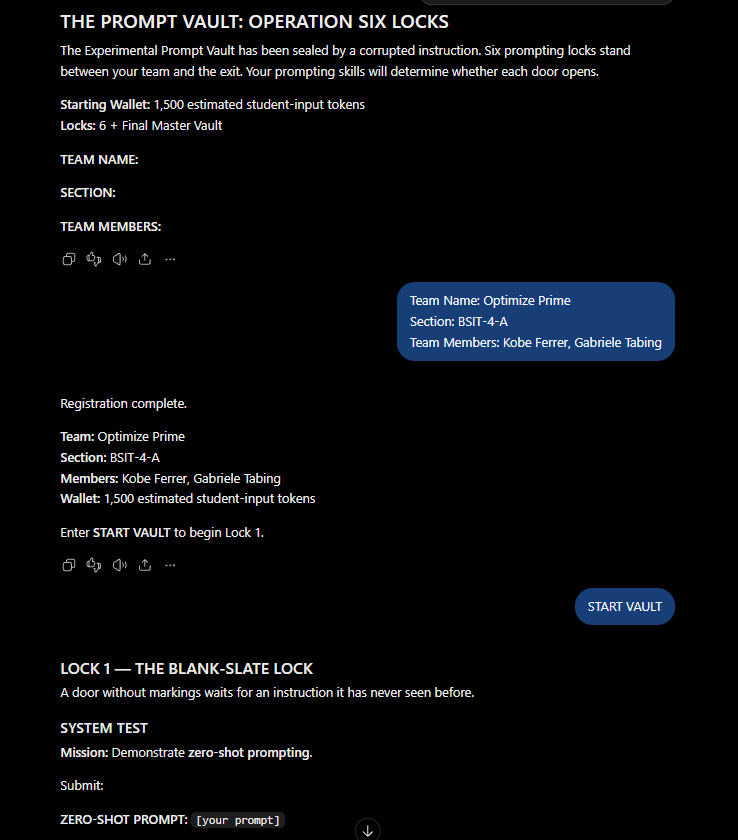 THE PROMPT VAULT: OPERATION SIX LOCKS
The Experimental Prompt Vault has been sealed by a corrupted instruction. Six prompting locks stand
between your team and the exit. Your prompting skills will determine whether each door opens.
Starting Wallet: 1,500 estimated student-input tokens
Locks: 6 + Final Master Vault
TEAM NAME:
SECTION:
TEAM MEMBERS:
Team Name: Optimize Prime
Section: BSIT-4-A
Team Members: Kobe Ferrer, Gabriele Tabing
Registration complete.
Team: Optimize Prime
Section: BSIT-4-A
Members: Kobe Ferrer, Gabriele Tabing
Wallet: 1,500 estimated student-input tokens
Enter START VAULT to begin Lock 1.
START VAULT
LOCK 1 — THE BLANK-SLATE LOCK
A door without markings waits for an instruction it has never seen before.
SYSTEM TEST
Mission: Demonstrate zero-shot prompting.
Submit:
ZERO-SHOT PROMPT: [your prompt]